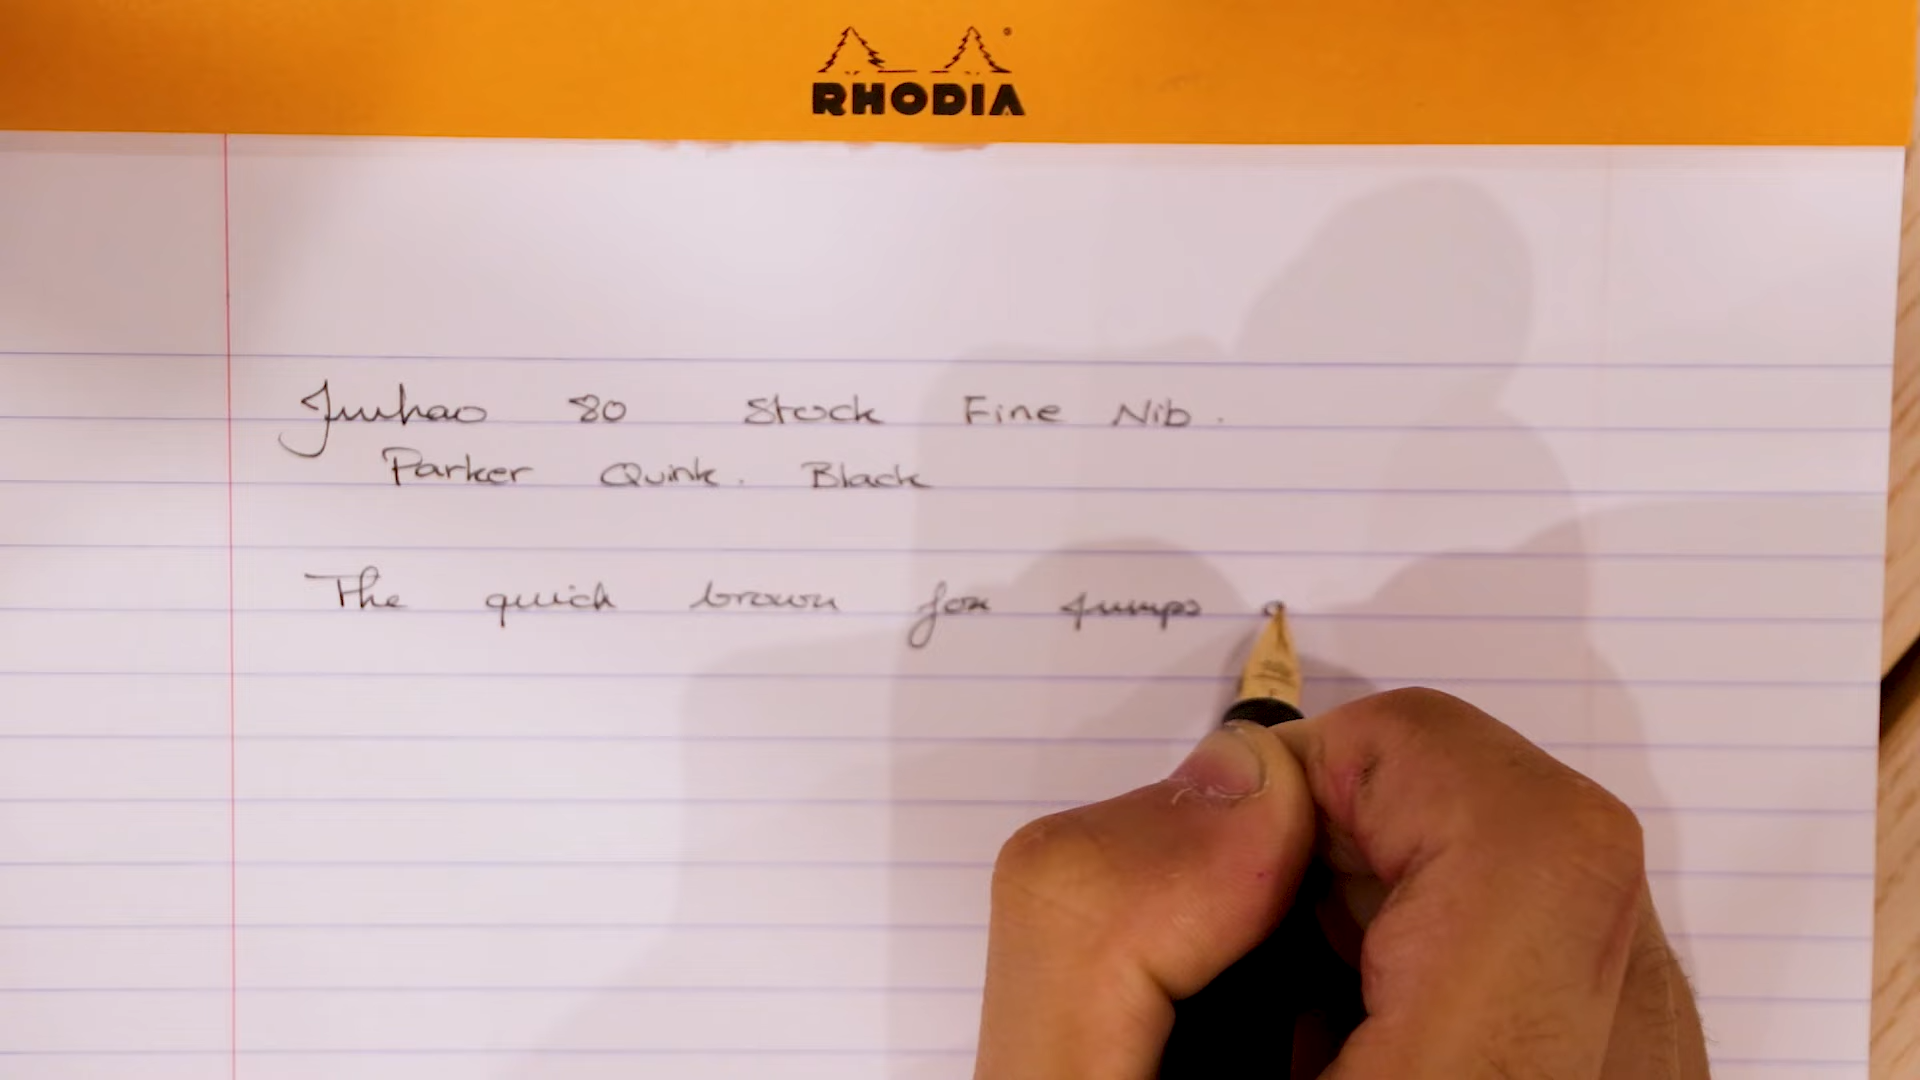 RHODIA
Jinhao 80 Stock Fine Nib.
Parker Quink. Black
The quick brown fox jumps o